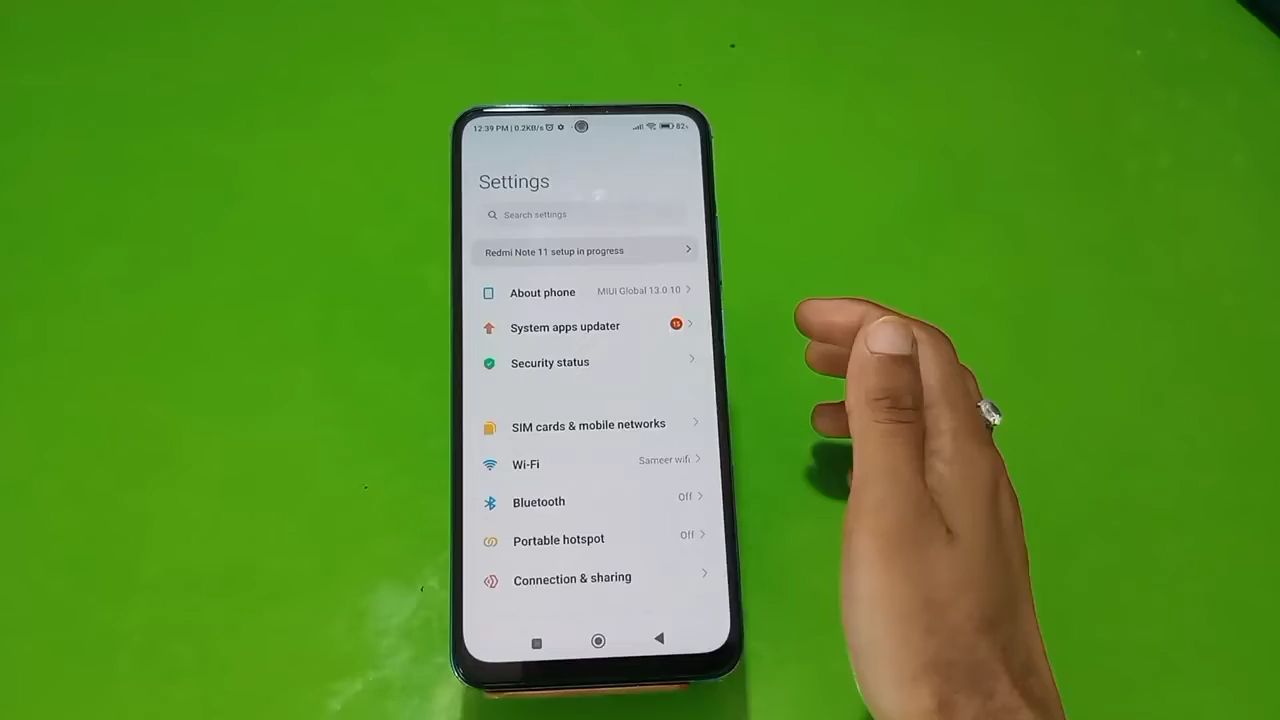 12:39 PM | 0.2KB/s
82
Settings
Search settings
Redmi Note 11 setup in progress
About phone MIUI Global 13.0.10
System apps updater 15
Security status
SIM cards & mobile networks
Wi-Fi Sameer wifi
Bluetooth Off
Portable hotspot Off
Connection & sharing